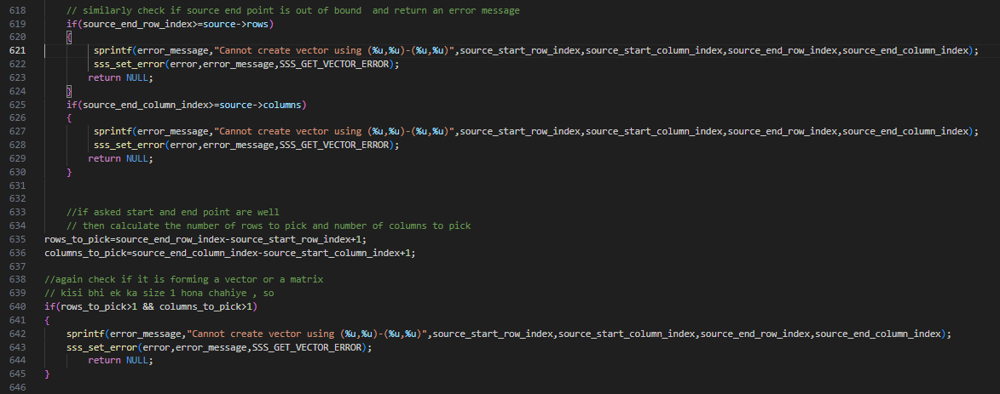 618 // similarly check if source end point is out of bound  and return an error message
619 if(source_end_row_index>=source->rows)
620 {
621 sprintf(error_message,"Cannot create vector using (%u,%u)-(%u,%u)",source_start_row_index,source_start_column_index,source_end_row_index,source_end_column_index);
622 sss_set_error(error,error_message,SSS_GET_VECTOR_ERROR);
623 return NULL;
624 }
625 if(source_end_column_index>=source->columns)
626 {
627 sprintf(error_message,"Cannot create vector using (%u,%u)-(%u,%u)",source_start_row_index,source_start_column_index,source_end_row_index,source_end_column_index);
628 sss_set_error(error,error_message,SSS_GET_VECTOR_ERROR);
629 return NULL;
630 }
631
632
633 //if asked start and end point are well
634 // then calculate the number of rows to pick and number of columns to pick
635 rows_to_pick=source_end_row_index-source_start_row_index+1;
636 columns_to_pick=source_end_column_index-source_start_column_index+1;
637
638 //again check if it is forming a vector or a matrix
639 // kisi bhi ek ka size 1 hona chahiye , so
640 if(rows_to_pick>1 && columns_to_pick>1)
641 {
642 sprintf(error_message,"Cannot create vector using (%u,%u)-(%u,%u)",source_start_row_index,source_start_column_index,source_end_row_index,source_end_column_index);
643 sss_set_error(error,error_message,SSS_GET_VECTOR_ERROR);
644 return NULL;
645 }
646